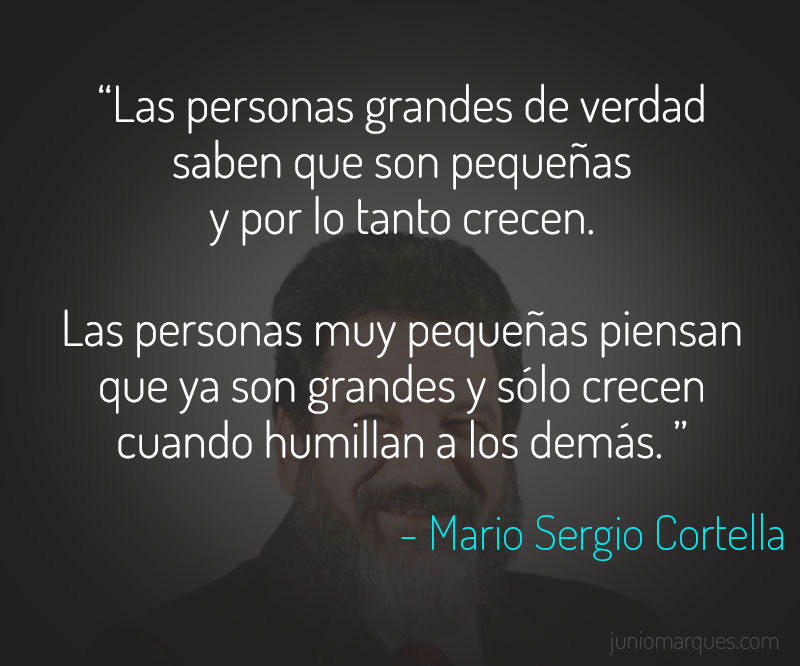 “Las personas grandes de verdad
saben que son pequeñas
y por lo tanto crecen.
Las personas muy pequeñas piensan
que ya son grandes y sólo crecen
cuando humillan a los demás. ”
- Mario Sergio Cortella
juniomarques.com